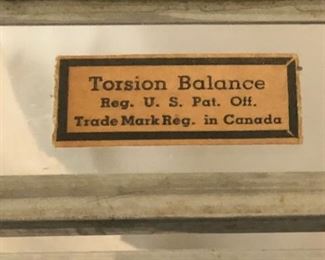 Torsion Balance
Reg. U. S. Pat. Off.
Trade Mark Reg. in Canada